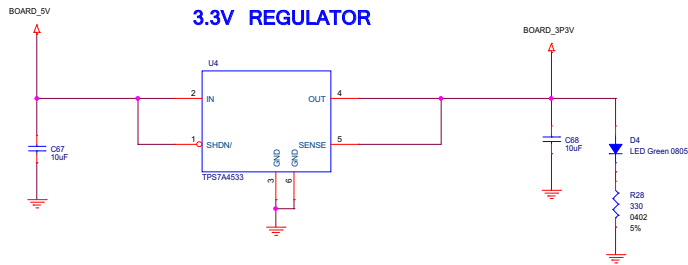 3.3V REGULATOR
BOARD_5V
BOARD_3P3V
U4
2 IN OUT 4
1 SHDN/ SENSE 5
GND GND
3 6
TPS7A4533
C67
10uF
C68
10uF
D4
LED Green 0805
R28
330
0402
5%